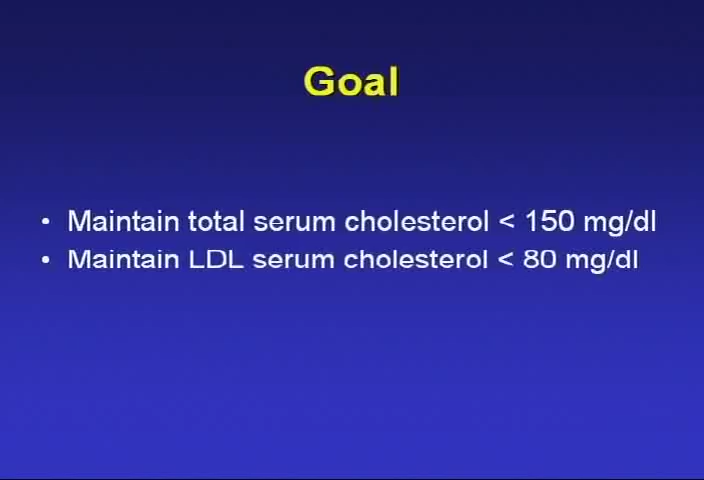 Goal
• Maintain total serum cholesterol < 150 mg/dl
• Maintain LDL serum cholesterol < 80 mg/dl